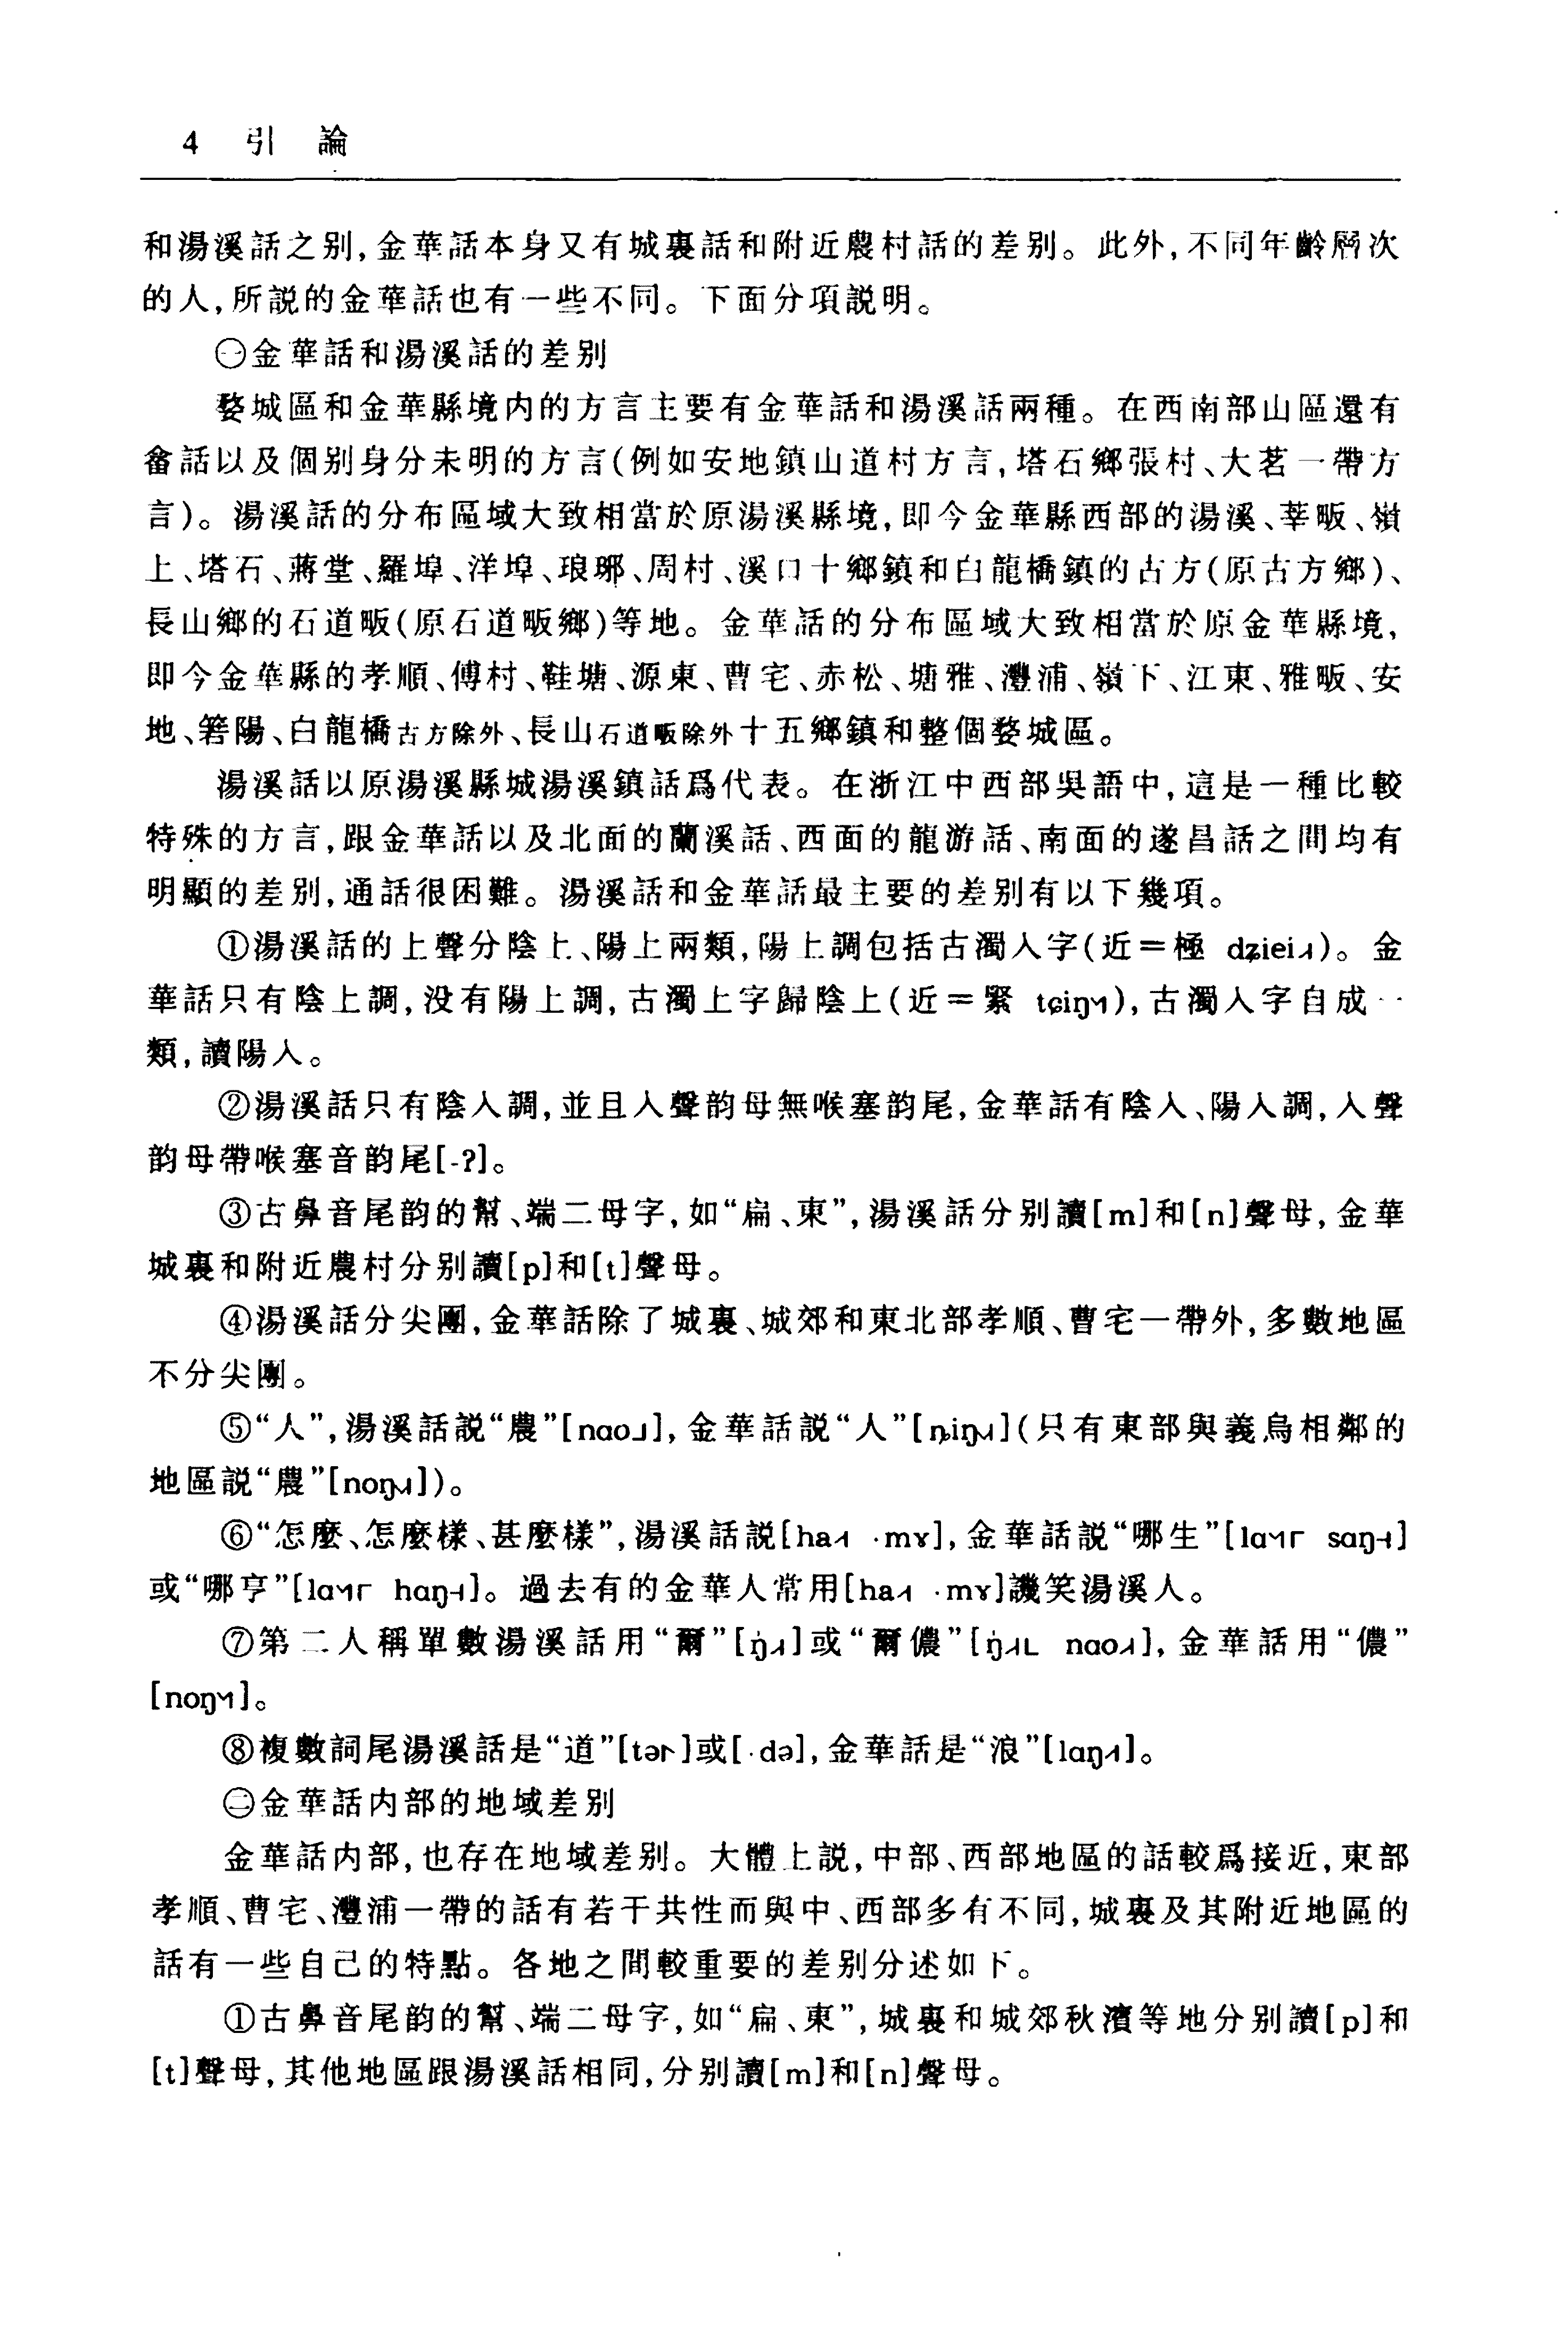 4 引 論
和湯溪話之别,金華話本身又有城裏話和附近農村話的差别。此外,不同年齡層次
的人,所説的金華話也有一些不同。下面分項説明。
㊀金華話和湯溪話的差别
婺城區和金華縣境内的方言主要有金華話和湯溪話兩種。在西南部山區還有
畲話以及個别身分未明的方言(例如安地鎮山道村方言,塔石鄉張村、大茗一帶方
言)。湯溪話的分布區域大致相當於原湯溪縣境,即今金華縣西部的湯溪、莘畈、嶺
上、塔石、蔣堂、羅埠、洋埠、琅琊、周村、溪口十鄉鎮和白龍橋鎮的古方(原古方鄉)、
長山鄉的石道畈(原石道畈鄉)等地。金華話的分布區域大致相當於原金華縣境,
即今金華縣的孝順、傅村、鞋塘、源東、曹宅、赤松、塘雅、澧浦、嶺下、江東、雅畈、安
地、箬陽、白龍橋古方除外、長山石道畈除外十五鄉鎮和整個婺城區。
湯溪話以原湯溪縣城湯溪鎮話爲代表。在浙江中西部吳語中,這是一種比較
特殊的方言,跟金華話以及北面的蘭溪話、西面的龍游話、南面的遂昌話之間均有
明顯的差别,通話很困難。湯溪話和金華話最主要的差别有以下幾項。
①湯溪話的上聲分陰上、陽上兩類,陽上調包括古濁入字(近＝極 dʑiei˩˧)。金
華話只有陰上調,没有陽上調,古濁上字歸陰上(近＝緊 tɕiŋ˥˧˥),古濁入字自成一
類,讀陽入。
②湯溪話只有陰入調,並且入聲韵母無喉塞韵尾,金華話有陰入、陽入調,入聲
韵母帶喉塞音韵尾[-ʔ]。
③古鼻音尾韵的幫、端二母字,如“扁、東”,湯溪話分别讀[m]和[n]聲母,金華
城裏和附近農村分别讀[p]和[t]聲母。
④湯溪話分尖團,金華話除了城裏、城郊和東北部孝順、曹宅一帶外,多數地區
不分尖團。
⑤“人”,湯溪話説“農”[nɑo˩],金華話説“人”[ȵiŋ˧˩˧](只有東部與義烏相鄰的
地區説“農”[noŋ˧˩˧])。
⑥“怎麽、怎麽樣、甚麽樣”,湯溪話説[ha˨˦ ·mɤ],金華話説“哪生”[lɑ˥˧˥꜒ sɑŋ˧]
或“哪亨”[lɑ˥˧˥꜒ hɑŋ˧]。過去有的金華人常用[ha˨˦ ·mɤ]譏笑湯溪人。
⑦第二人稱單數湯溪話用“爾”[ŋ̍˩˧]或“爾儂”[ŋ̍˩˧꜖ nɑo˩˧],金華話用“儂”
[noŋ˥˧˥]。
⑧複數詞尾湯溪話是“道”[tə꜔]或[·də],金華話是“浪”[lɑŋ˩˦]。
㊁金華話内部的地域差别
金華話内部,也存在地域差别。大體上説,中部、西部地區的話較爲接近,東部
孝順、曹宅、澧浦一帶的話有若干共性而與中、西部多有不同,城裏及其附近地區的
話有一些自己的特點。各地之間較重要的差别分述如下。
①古鼻音尾韵的幫、端二母字,如“扁、東”,城裏和城郊秋濱等地分别讀[p]和
[t]聲母,其他地區跟湯溪話相同,分别讀[m]和[n]聲母。